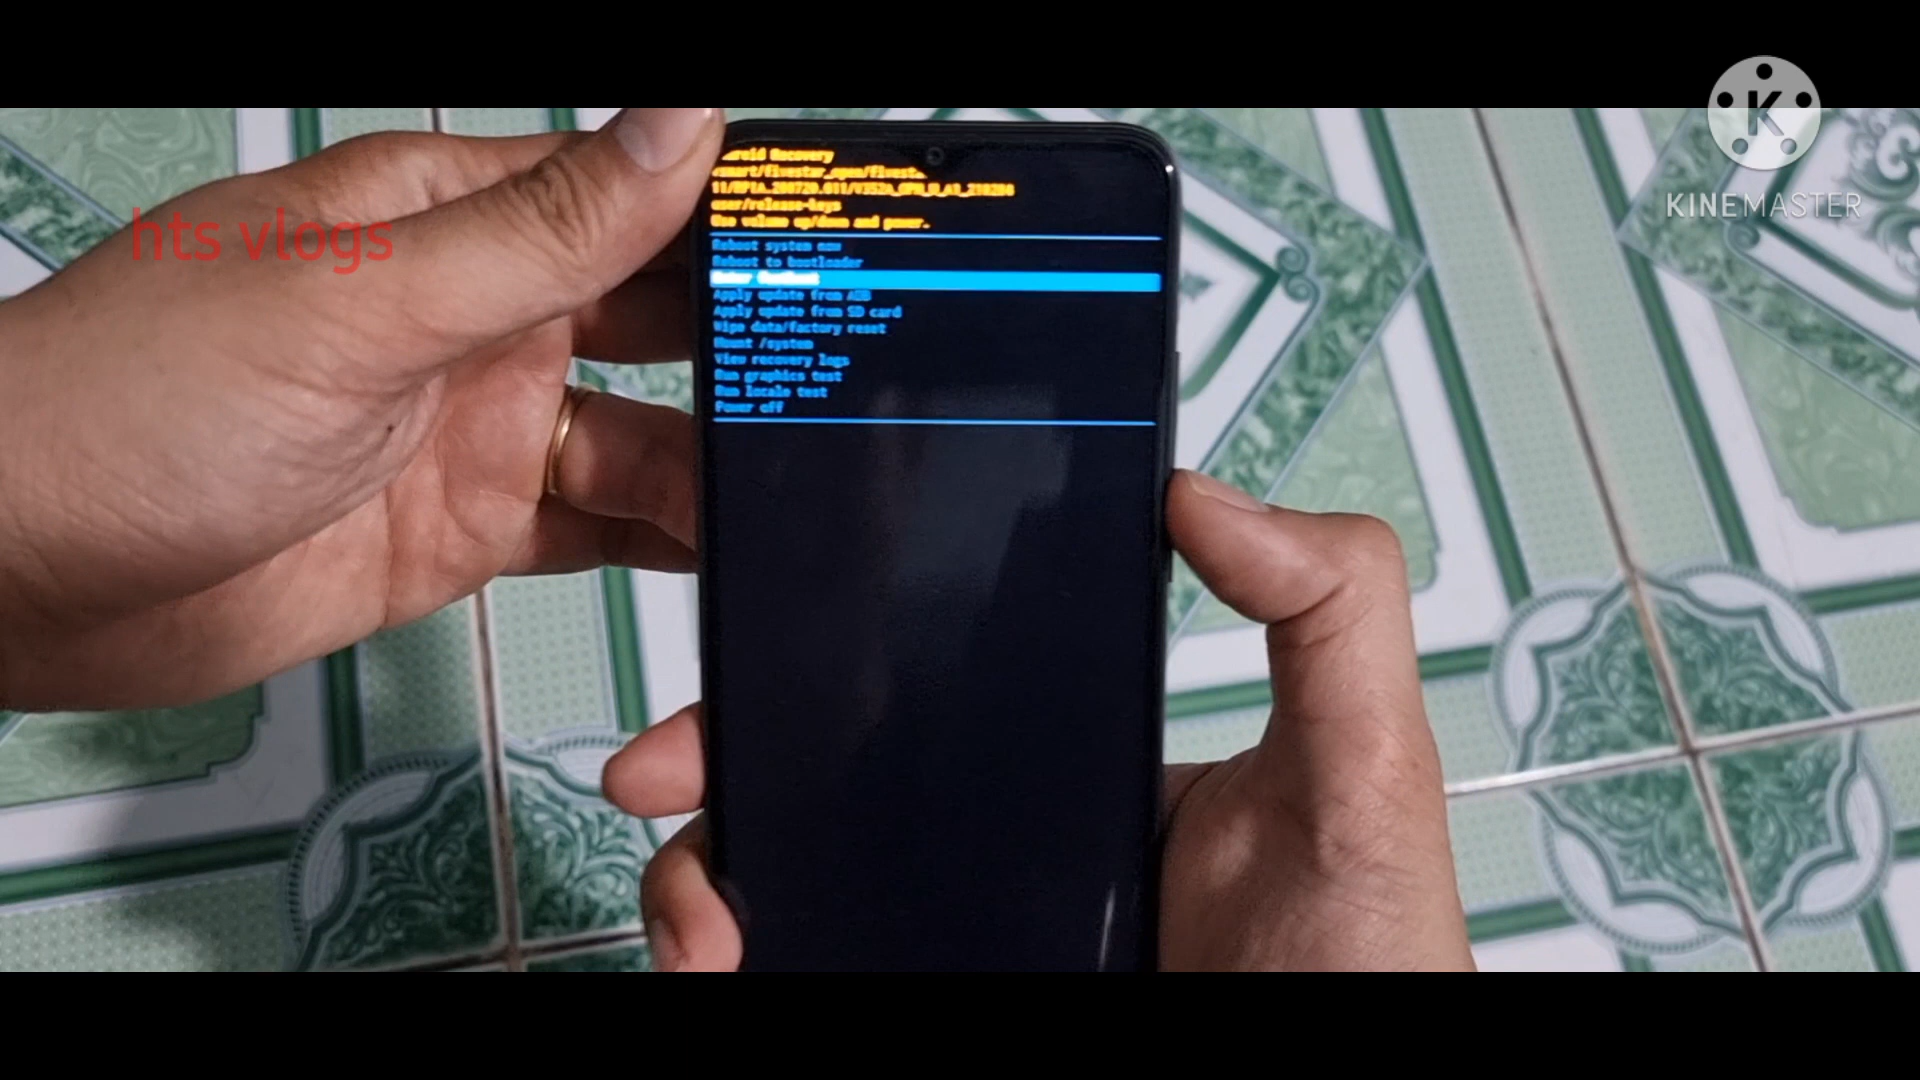 K
KINEMASTER
hts vlogs
Recovery
user/release-keys
Use volume up/down and power.
Reboot system now
Reboot to bootloader
Enter fastboot
Apply update from ADB
Apply update from SD card
Wipe data/factory reset
Mount /system
View recovery logs
Run graphics test
Run locale test
Power off